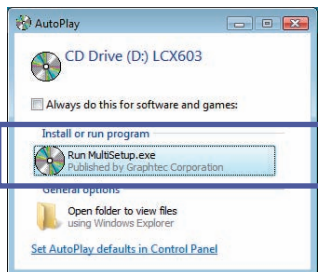 AutoPlay
CD Drive (D:) LCX603
Always do this for software and games:
Install or run program
Run MultiSetup.exe
Published by Graphtec Corporation
General options
Open folder to view files
using Windows Explorer
Set AutoPlay defaults in Control Panel